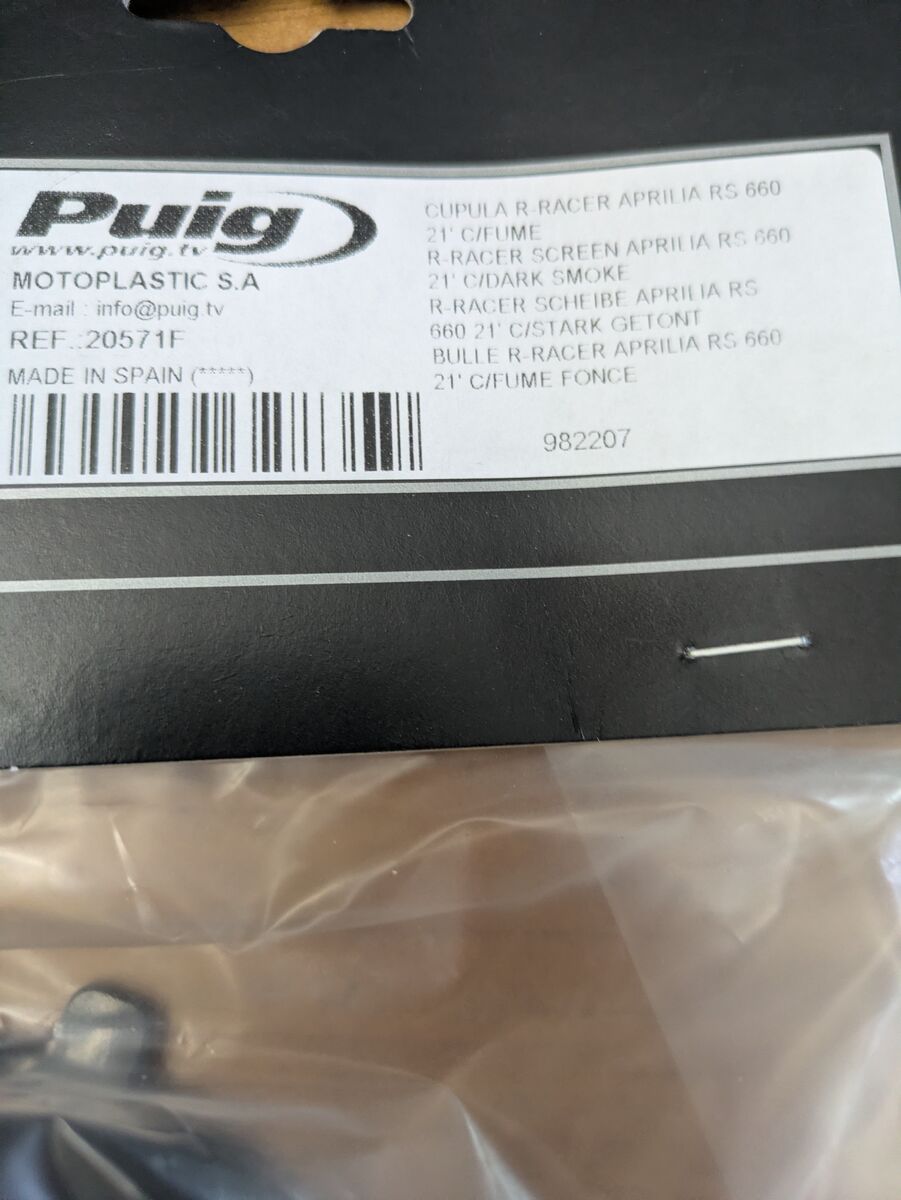 Puig
www.puig.tv
MOTOPLASTIC S.A
E-mail : info@puig.tv
REF.:20571F
MADE IN SPAIN (*****)
CUPULA R-RACER APRILIA RS 660
21' C/FUME
R-RACER SCREEN APRILIA RS 660
21' C/DARK SMOKE
R-RACER SCHEIBE APRILIA RS
660 21' C/STARK GETONT
BULLE R-RACER APRILIA RS 660
21' C/FUME FONCE
982207